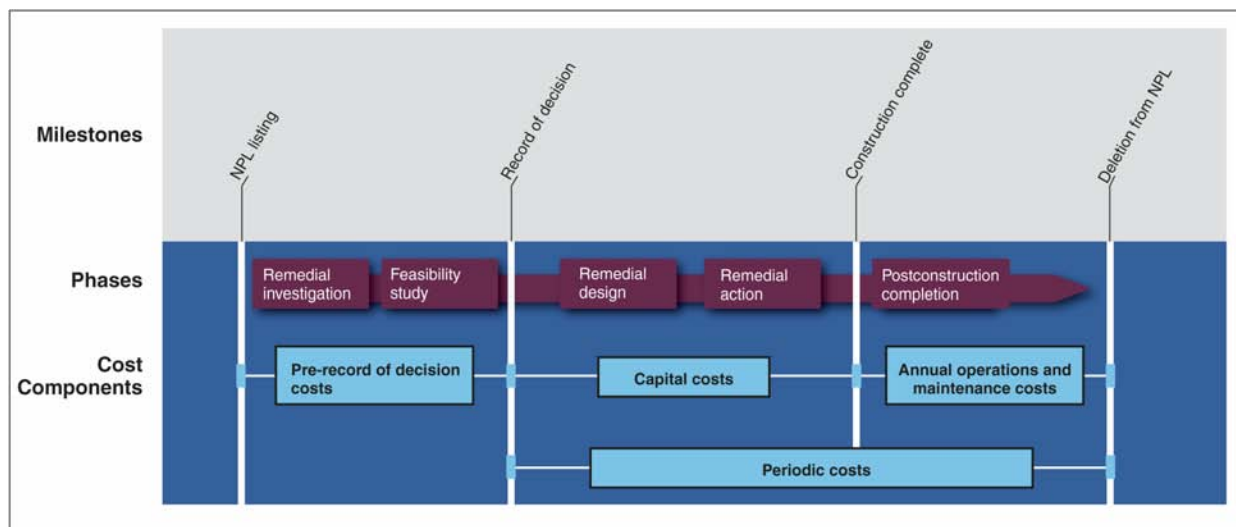 Milestones
NPL listing
Record of decision
Construction complete
Deletion from NPL
Phases
Remedial
investigation
Feasibility
study
Remedial
design
Remedial
action
Postconstruction
completion
Cost
Components
Pre-record of decision
costs
Capital costs
Annual operations and
maintenance costs
Periodic costs